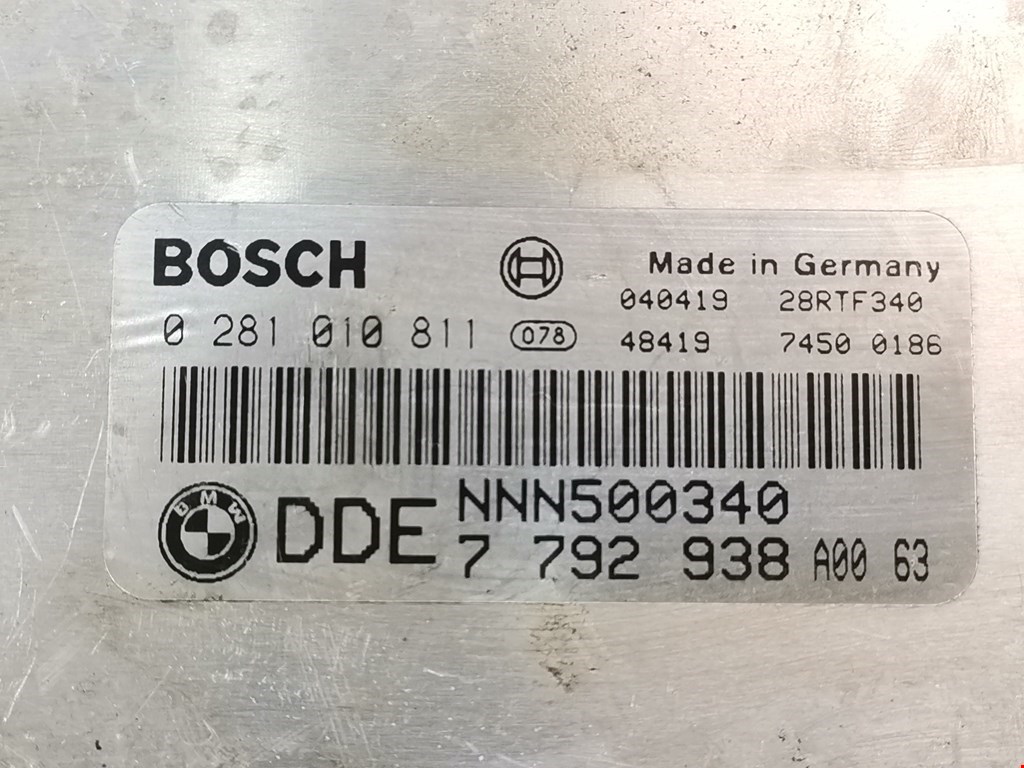 BOSCH
Made in Germany
040419 28RTF340
0 281 010 811 078 48419 7450 0186
BMW
DDE NNN500340
7 792 938 A00 63